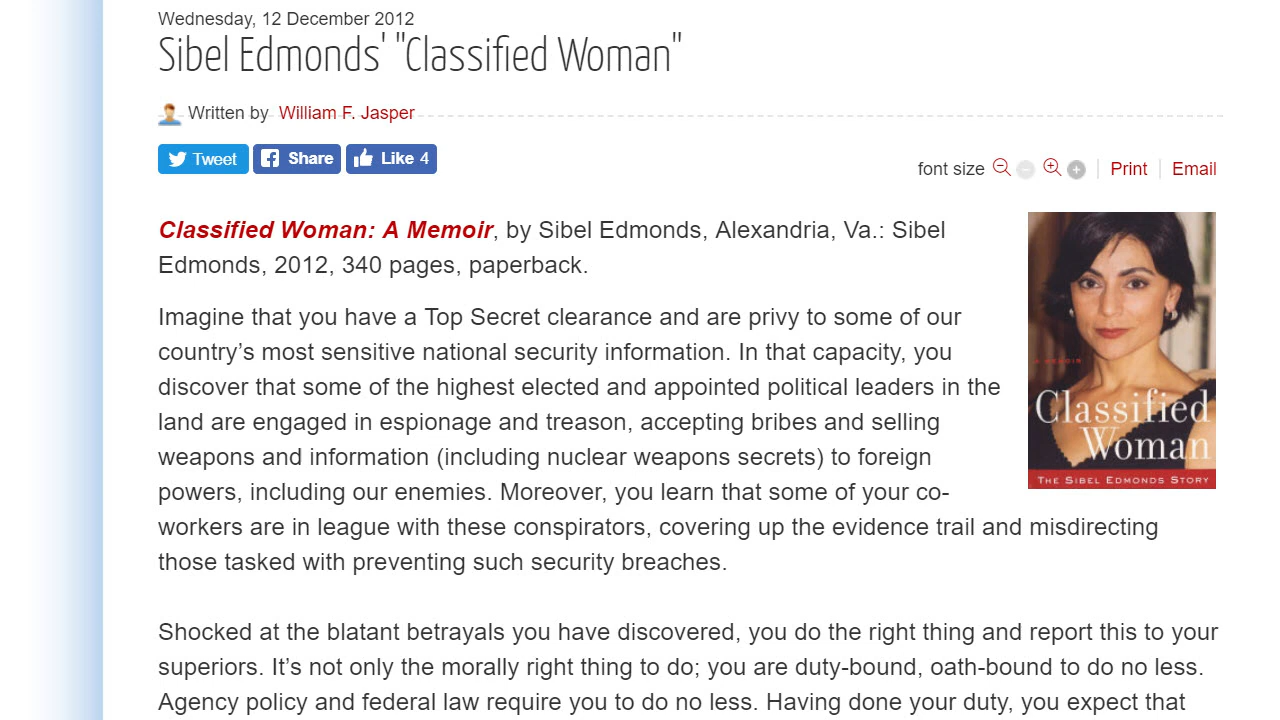 Wednesday, 12 December 2012
Sibel Edmonds' "Classified Woman"
Written by William F. Jasper
Tweet Share Like 4
font size Print Email
Classified Woman: A Memoir, by Sibel Edmonds, Alexandria, Va.: Sibel
Edmonds, 2012, 340 pages, paperback.
Imagine that you have a Top Secret clearance and are privy to some of our
country’s most sensitive national security information. In that capacity, you
discover that some of the highest elected and appointed political leaders in the
land are engaged in espionage and treason, accepting bribes and selling
weapons and information (including nuclear weapons secrets) to foreign
powers, including our enemies. Moreover, you learn that some of your co-
workers are in league with these conspirators, covering up the evidence trail and misdirecting
those tasked with preventing such security breaches.
A MEMOIR
Classified
Woman
THE SIBEL EDMONDS STORY
Shocked at the blatant betrayals you have discovered, you do the right thing and report this to your
superiors. It’s not only the morally right thing to do; you are duty-bound, oath-bound to do no less.
Agency policy and federal law require you to do no less. Having done your duty, you expect that